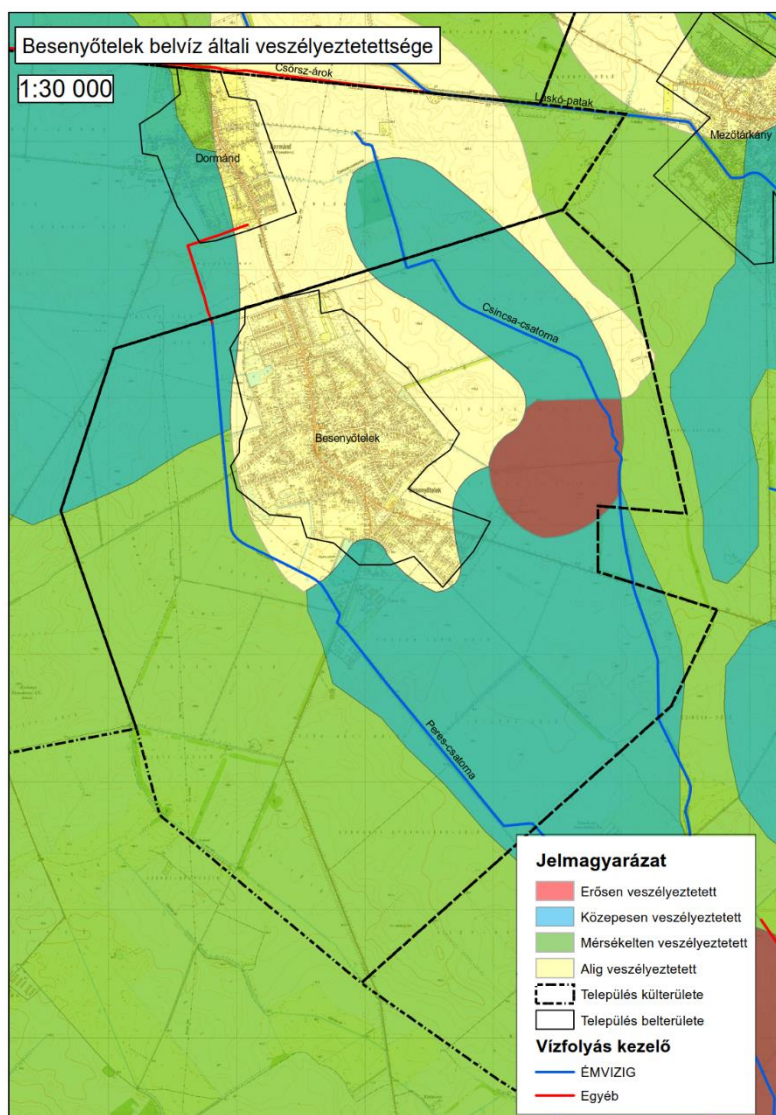 Besenyőtelek belvíz általi veszélyeztetettsége
1:30 000
Csörsz-árok
Laskó-patak
Mezőtárkány
Dormánd
Csincsa-csatorna
Besenyőtelek
Peres-csatorna
Jelmagyarázat
Erősen veszélyeztetett
Közepesen veszélyeztetett
Mérsékelten veszélyeztetett
Alig veszélyeztetett
Település külterülete
Település belterülete
Vízfolyás kezelő
ÉMVIZIG
Egyéb